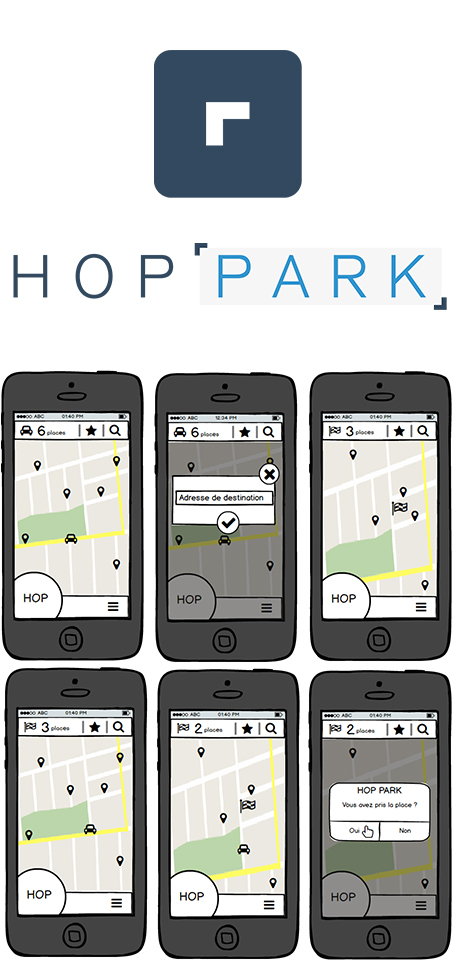 HOP PARK
ABC 01:40 PM
6 places
HOP
ABC 12:34 PM
6 places
Adresse de destination
HOP
ABC 01:40 PM
3 places
HOP
ABC 01:40 PM
3 places
HOP
ABC 01:40 PM
2 places
HOP
ABC 01:40 PM
2 places
HOP PARK
Vous avez pris la place ?
Oui Non
HOP